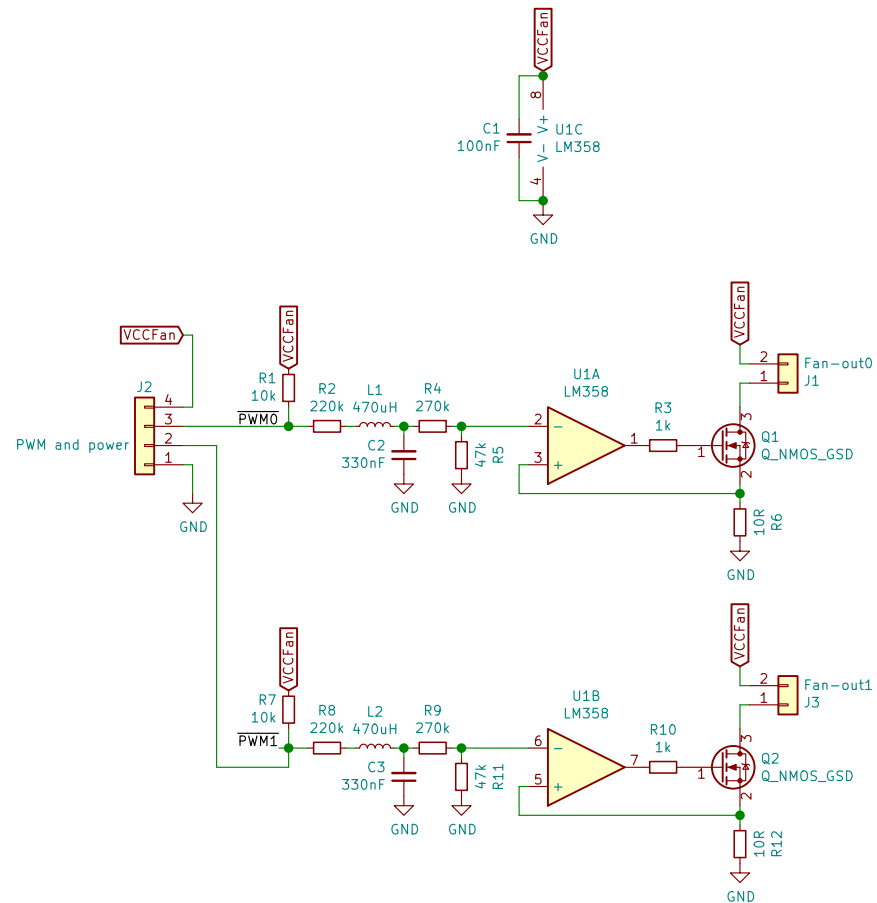 VCCFan
8
C1
100nF
V+
V-
U1C
LM358
4
GND
VCCFan
J2
PWM and power
4
3
2
1
GND
VCCFan
R1
10k
PWM0
R2
220k
L1
470uH
R4
270k
C2
330nF
GND
47k
R5
GND
U1A
LM358
2
-
3
+
1
R3
1k
VCCFan
2
1
Fan-out0
J1
3
1
2
Q1
Q_NMOS_GSD
10R
R6
GND
VCCFan
R7
10k
PWM1
R8
220k
L2
470uH
R9
270k
C3
330nF
GND
47k
R11
GND
U1B
LM358
6
-
5
+
7
R10
1k
VCCFan
2
1
Fan-out1
J3
3
1
2
Q2
Q_NMOS_GSD
10R
R12
GND